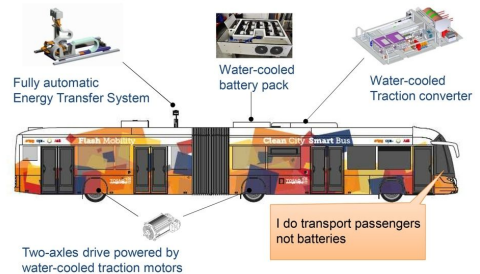 Fully automatic
Energy Transfer System
Water-cooled
battery pack
Water-cooled
Traction converter
Flash Mobility
Clean City Smart Bus
I do transport passengers
not batteries
Two-axles drive powered by
water-cooled traction motors